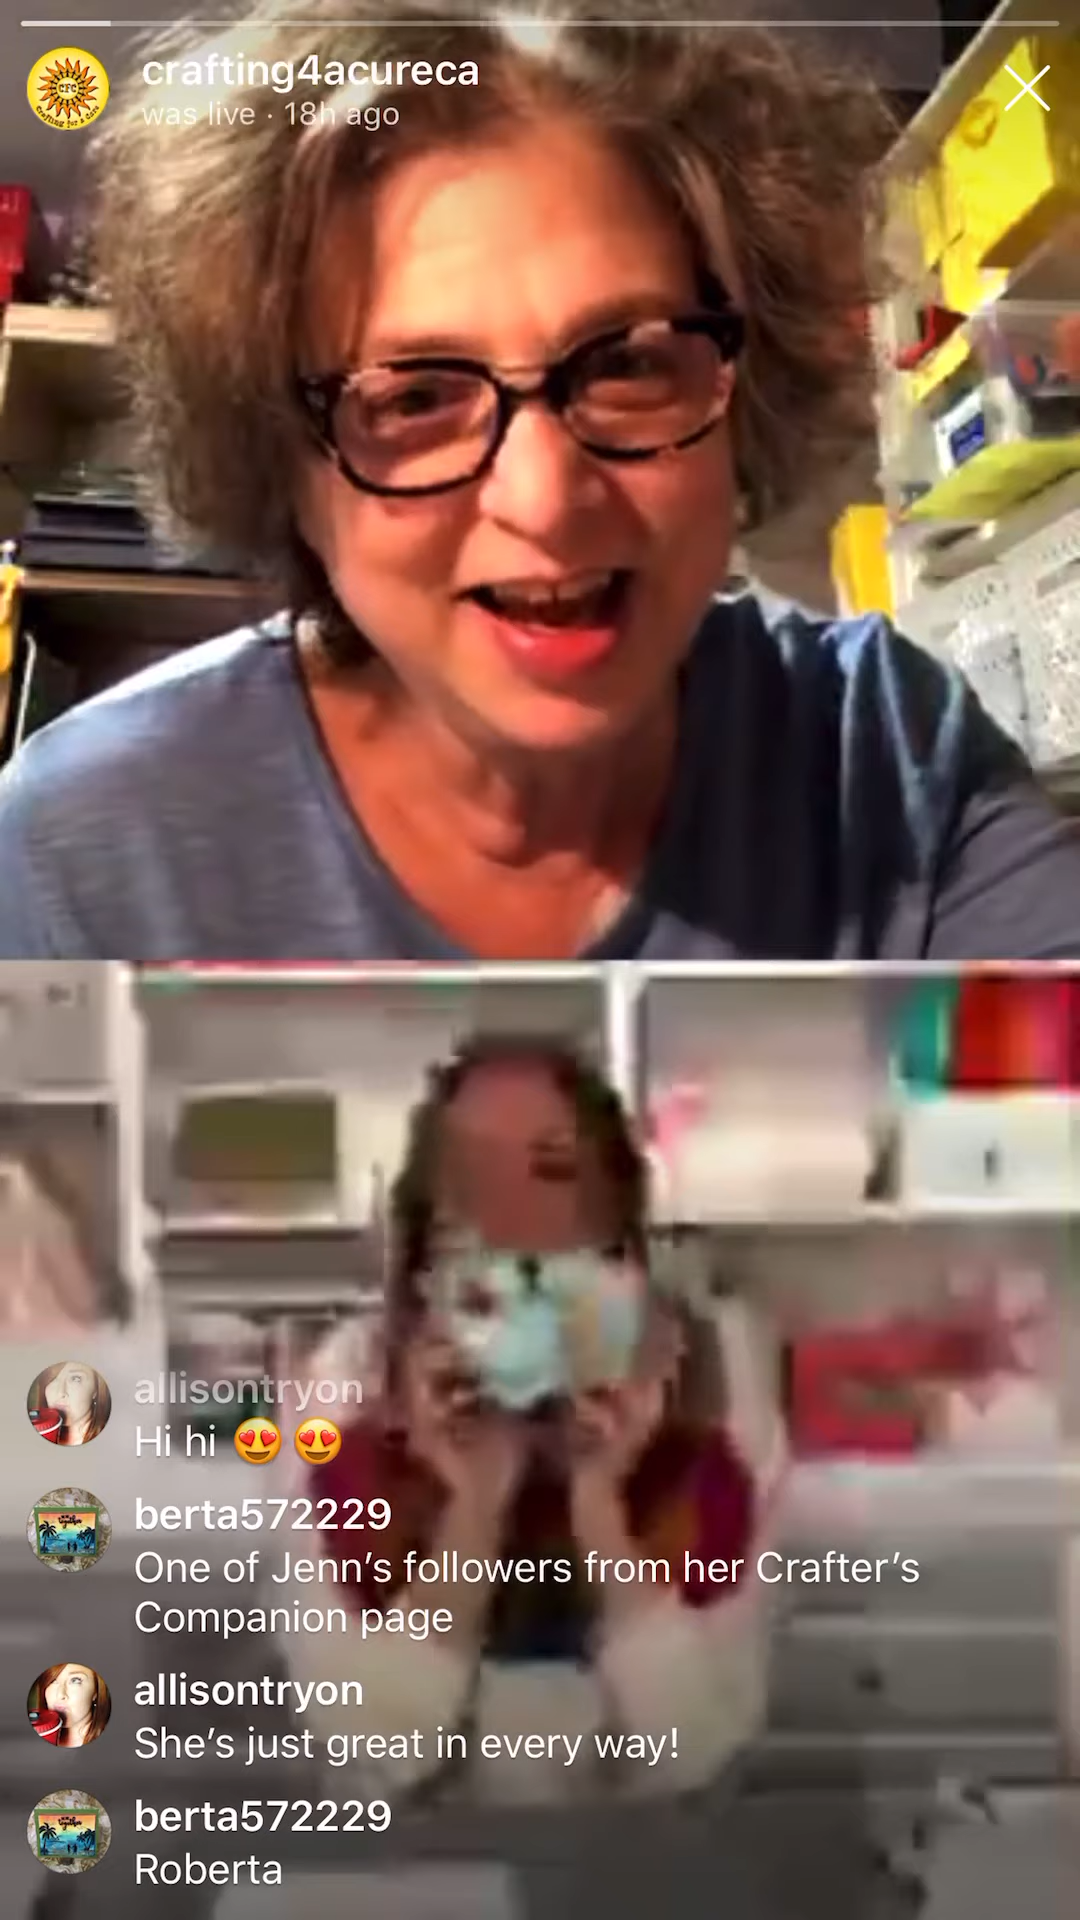 crafting4acureca
was live · 18h ago
CFC
allisontryon
Hi hi 😍 😍
berta572229
One of Jenn's followers from her Crafter's
Companion page
allisontryon
She's just great in every way!
berta572229
Roberta